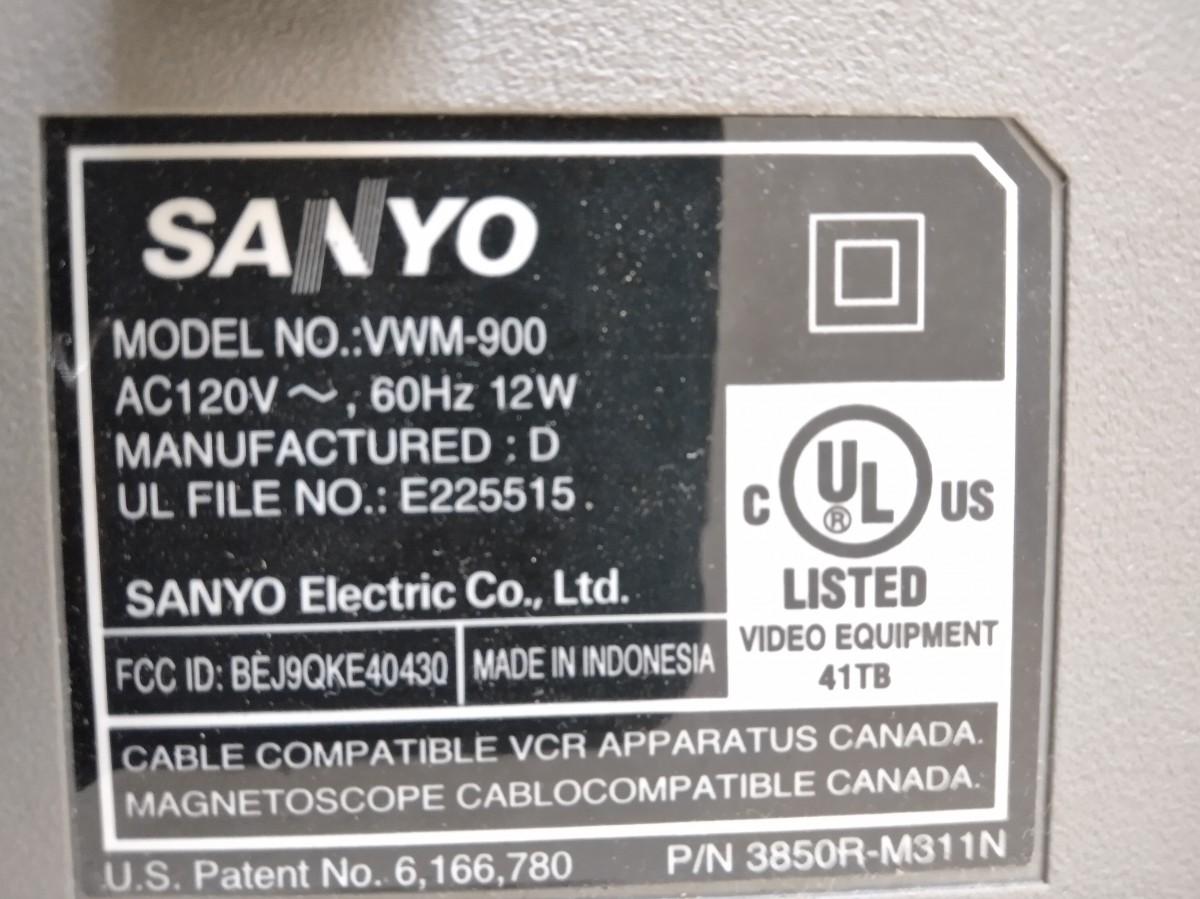 SANYO
MODEL NO.:VWM-900
AC120V ～, 60Hz 12W
MANUFACTURED : D
UL FILE NO.: E225515 .
SANYO Electric Co., Ltd.
FCC ID: BEJ9QKE40430
MADE IN INDONESIA
C UL ® US
LISTED
VIDEO EQUIPMENT
41TB
CABLE COMPATIBLE VCR APPARATUS CANADA.
MAGNETOSCOPE CABLOCOMPATIBLE CANADA.
U.S. Patent No. 6,166,780
P/N 3850R-M311N